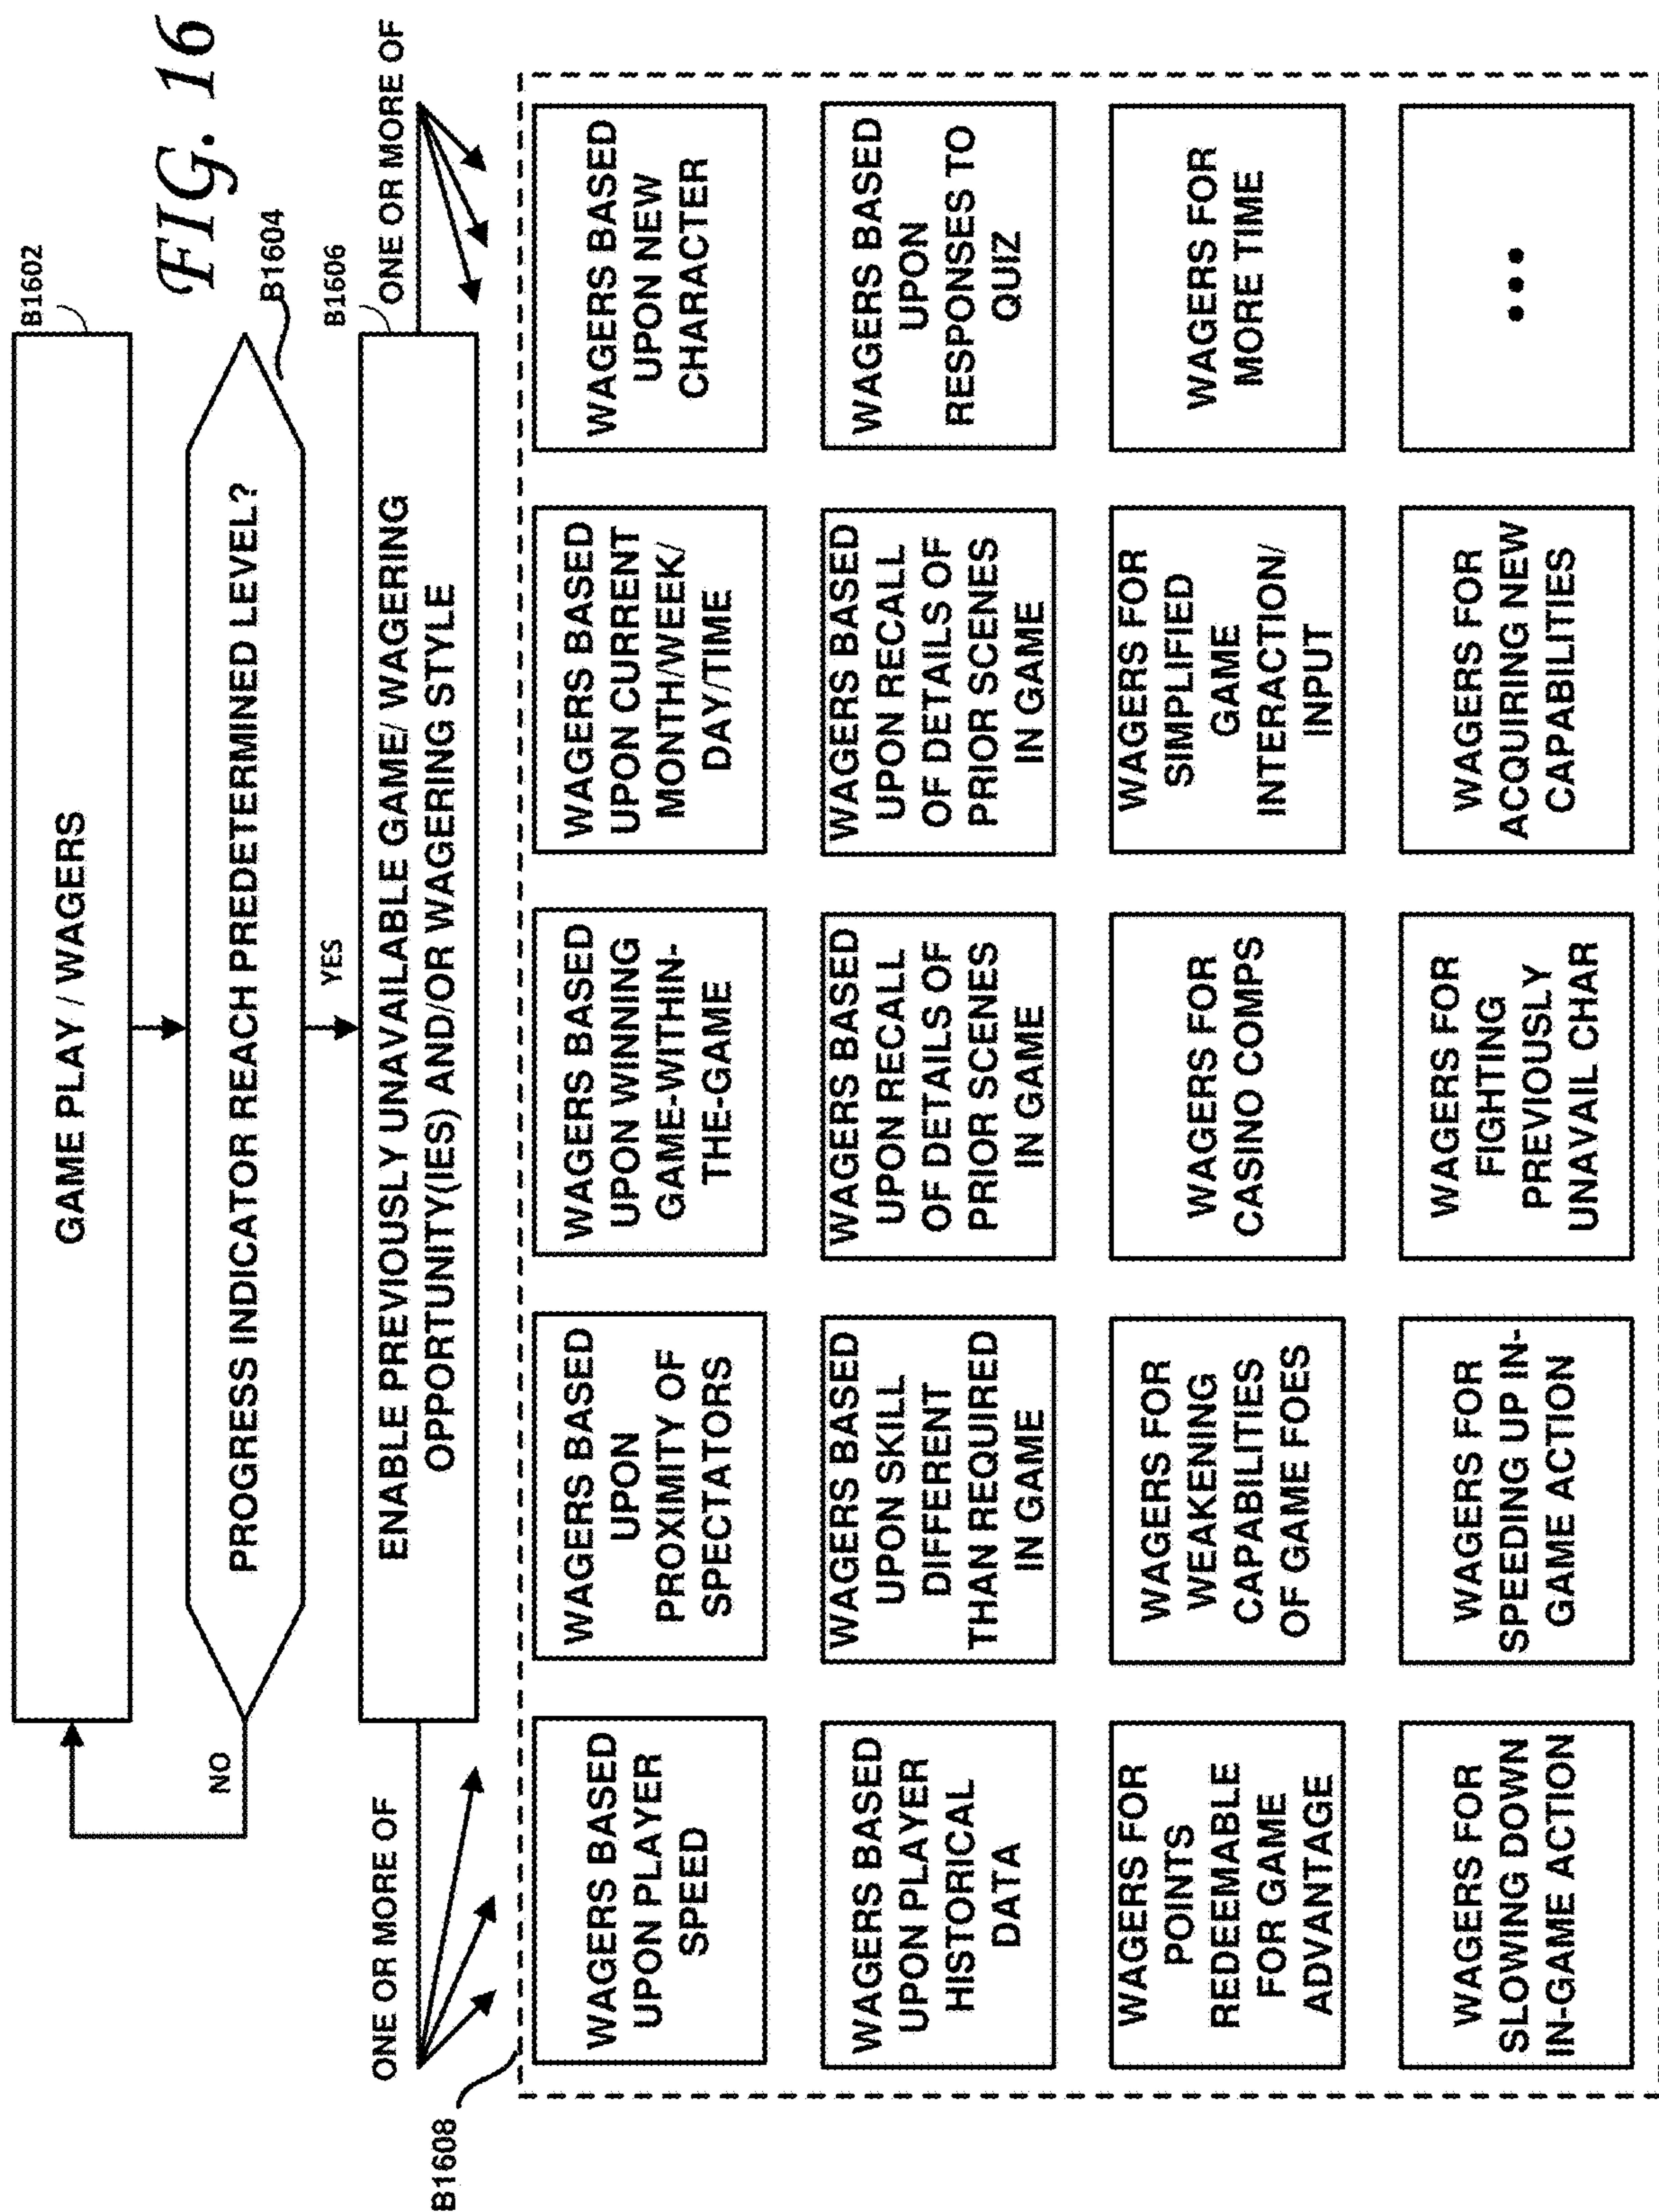 FIG. 16
B1602
GAME PLAY / WAGERS
B1604
PROGRESS INDICATOR REACH PREDETERMINED LEVEL?
NO
YES
B1606
ENABLE PREVIOUSLY UNAVAILABLE GAME/ WAGERING
OPPORTUNITY(IES) AND/OR WAGERING STYLE
ONE OR MORE OF
ONE OR MORE OF
B1608
WAGERS BASED
UPON PLAYER
SPEED
WAGERS BASED
UPON
PROXIMITY OF
SPECTATORS
WAGERS BASED
UPON WINNING
GAME-WITHIN-
THE-GAME
WAGERS BASED
UPON CURRENT
MONTH/WEEK/
DAY/TIME
WAGERS BASED
UPON NEW
CHARACTER
WAGERS BASED
UPON PLAYER
HISTORICAL
DATA
WAGERS BASED
UPON SKILL
DIFFERENT
THAN REQUIRED
IN GAME
WAGERS BASED
UPON RECALL
OF DETAILS OF
PRIOR SCENES
IN GAME
WAGERS BASED
UPON RECALL
OF DETAILS OF
PRIOR SCENES
IN GAME
WAGERS BASED
UPON
RESPONSES TO
QUIZ
WAGERS FOR
POINTS
REDEEMABLE
FOR GAME
ADVANTAGE
WAGERS FOR
WEAKENING
CAPABILITIES
OF GAME FOES
WAGERS FOR
CASINO COMPS
WAGERS FOR
SIMPLIFIED
GAME
INTERACTION/
INPUT
WAGERS FOR
MORE TIME
WAGERS FOR
SLOWING DOWN
IN-GAME ACTION
WAGERS FOR
SPEEDING UP IN-
GAME ACTION
WAGERS FOR
FIGHTING
PREVIOUSLY
UNAVAIL CHAR
WAGERS FOR
ACQUIRING NEW
CAPABILITIES
•••